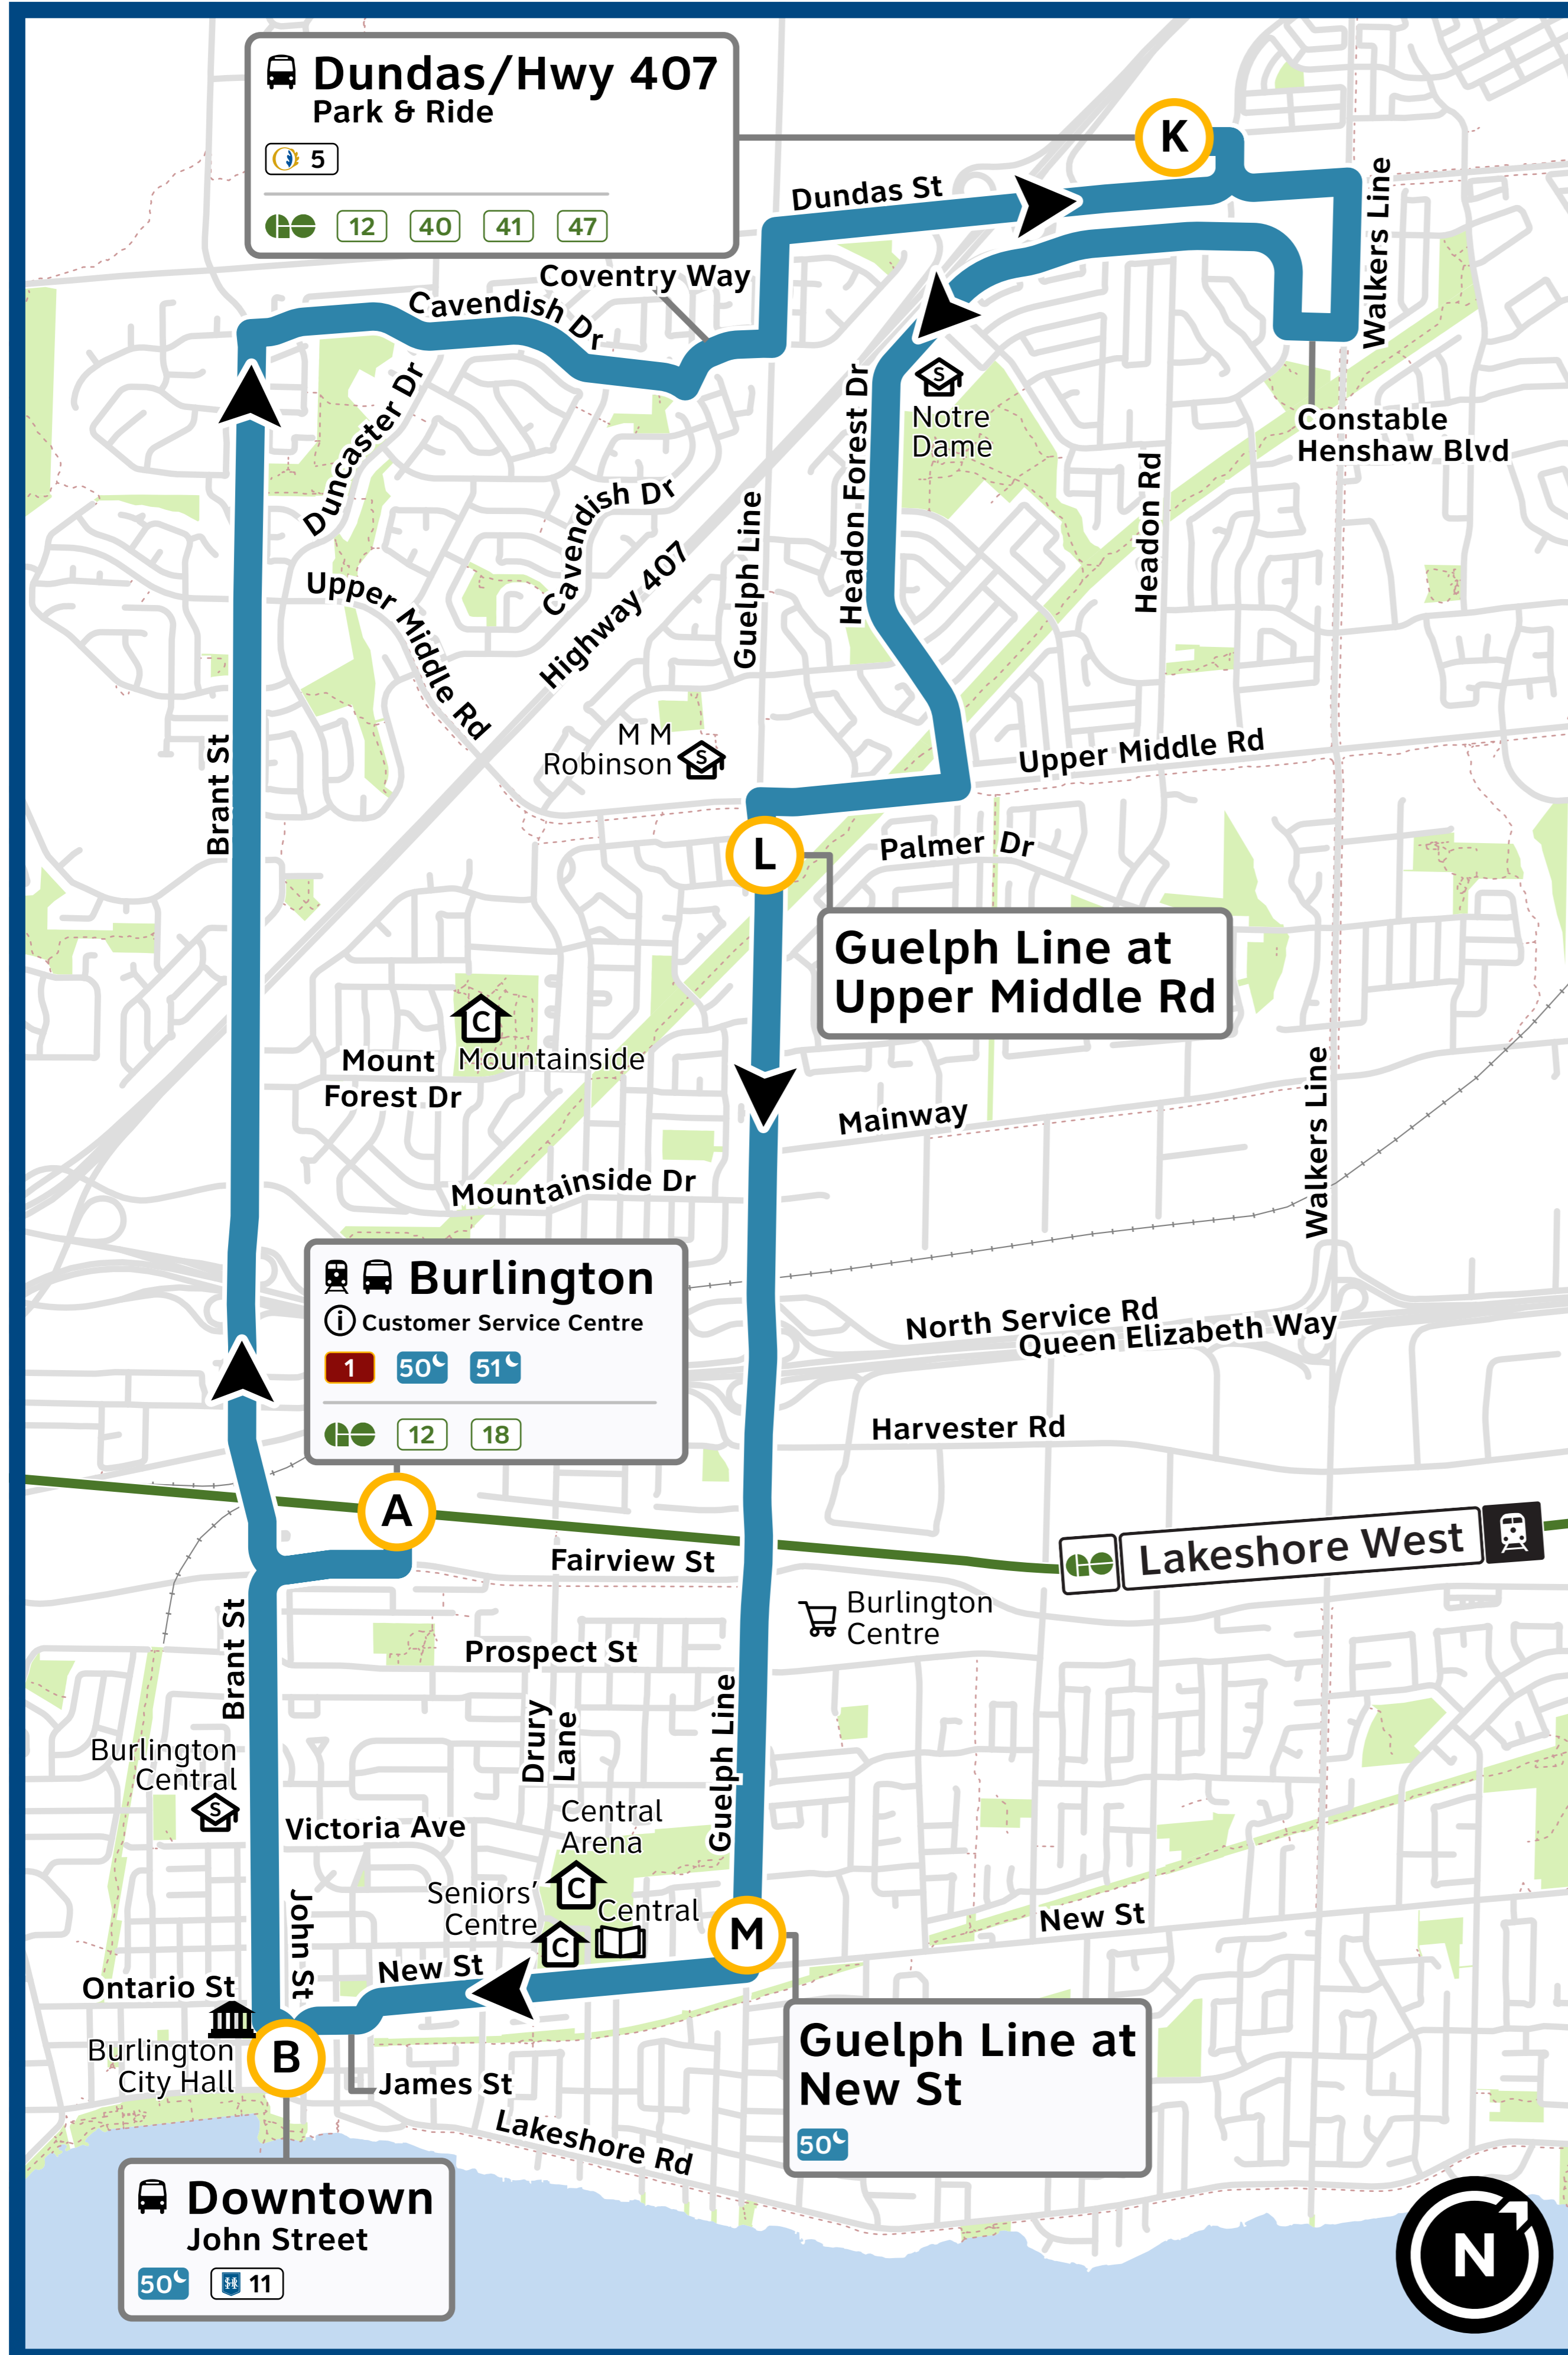 Dundas/Hwy 407
Park & Ride
5
12 40 41 47
K
Dundas St
Walkers Line
Coventry Way
Cavendish Dr
Duncaster Dr
Notre
Dame
Constable
Henshaw Blvd
Headon Forest Dr
Headon Rd
Cavendish Dr
Guelph Line
Highway 407
Upper Middle Rd
M M
Robinson
S
S
Upper Middle Rd
Brant St
L
Palmer Dr
Guelph Line at
Upper Middle Rd
C
Mount
Forest Dr
Mountainside
Mainway
Walkers Line
Mountainside Dr
Burlington
i Customer Service Centre
1 50 51
12 18
North Service Rd
Queen Elizabeth Way
Harvester Rd
A
Lakeshore West
Fairview St
Burlington
Centre
Brant St
Prospect St
Drury
Lane
Guelph Line
Burlington
Central
S
Victoria Ave
Central
Arena
C
Seniors'
Centre
C
Central
M
New St
John St
New St
Ontario St
Burlington
City Hall
B
James St
Guelph Line at
New St
50
Lakeshore Rd
Downtown
John Street
50 11
N